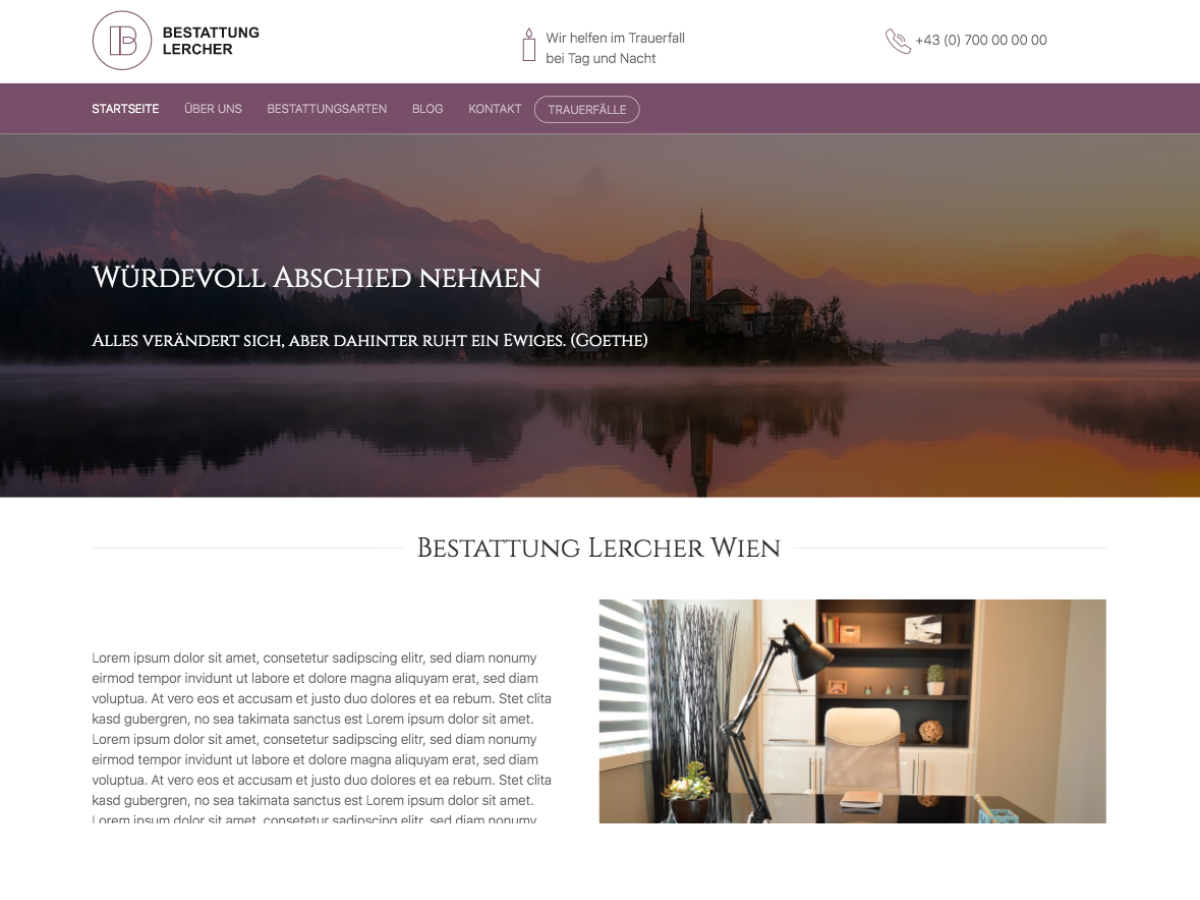 BESTATTUNG
LERCHER
Wir helfen im Trauerfall
bei Tag und Nacht
+43 (0) 700 00 00 00
STARTSEITE ÜBER UNS BESTATTUNGSARTEN BLOG KONTAKT TRAUERFÄLLE
Würdevoll Abschied nehmen
Alles verändert sich, aber dahinter ruht ein Ewiges. (Goethe)
Bestattung Lercher Wien
Lorem ipsum dolor sit amet, consetetur sadipscing elitr, sed diam nonumy
eirmod tempor invidunt ut labore et dolore magna aliquyam erat, sed diam
voluptua. At vero eos et accusam et justo duo dolores et ea rebum. Stet clita
kasd gubergren, no sea takimata sanctus est Lorem ipsum dolor sit amet.
Lorem ipsum dolor sit amet, consetetur sadipscing elitr, sed diam nonumy
eirmod tempor invidunt ut labore et dolore magna aliquyam erat, sed diam
voluptua. At vero eos et accusam et justo duo dolores et ea rebum. Stet clita
kasd gubergren, no sea takimata sanctus est Lorem ipsum dolor sit amet.
Lorem ipsum dolor sit amet, consetetur sadipscing elitr, sed diam nonumy